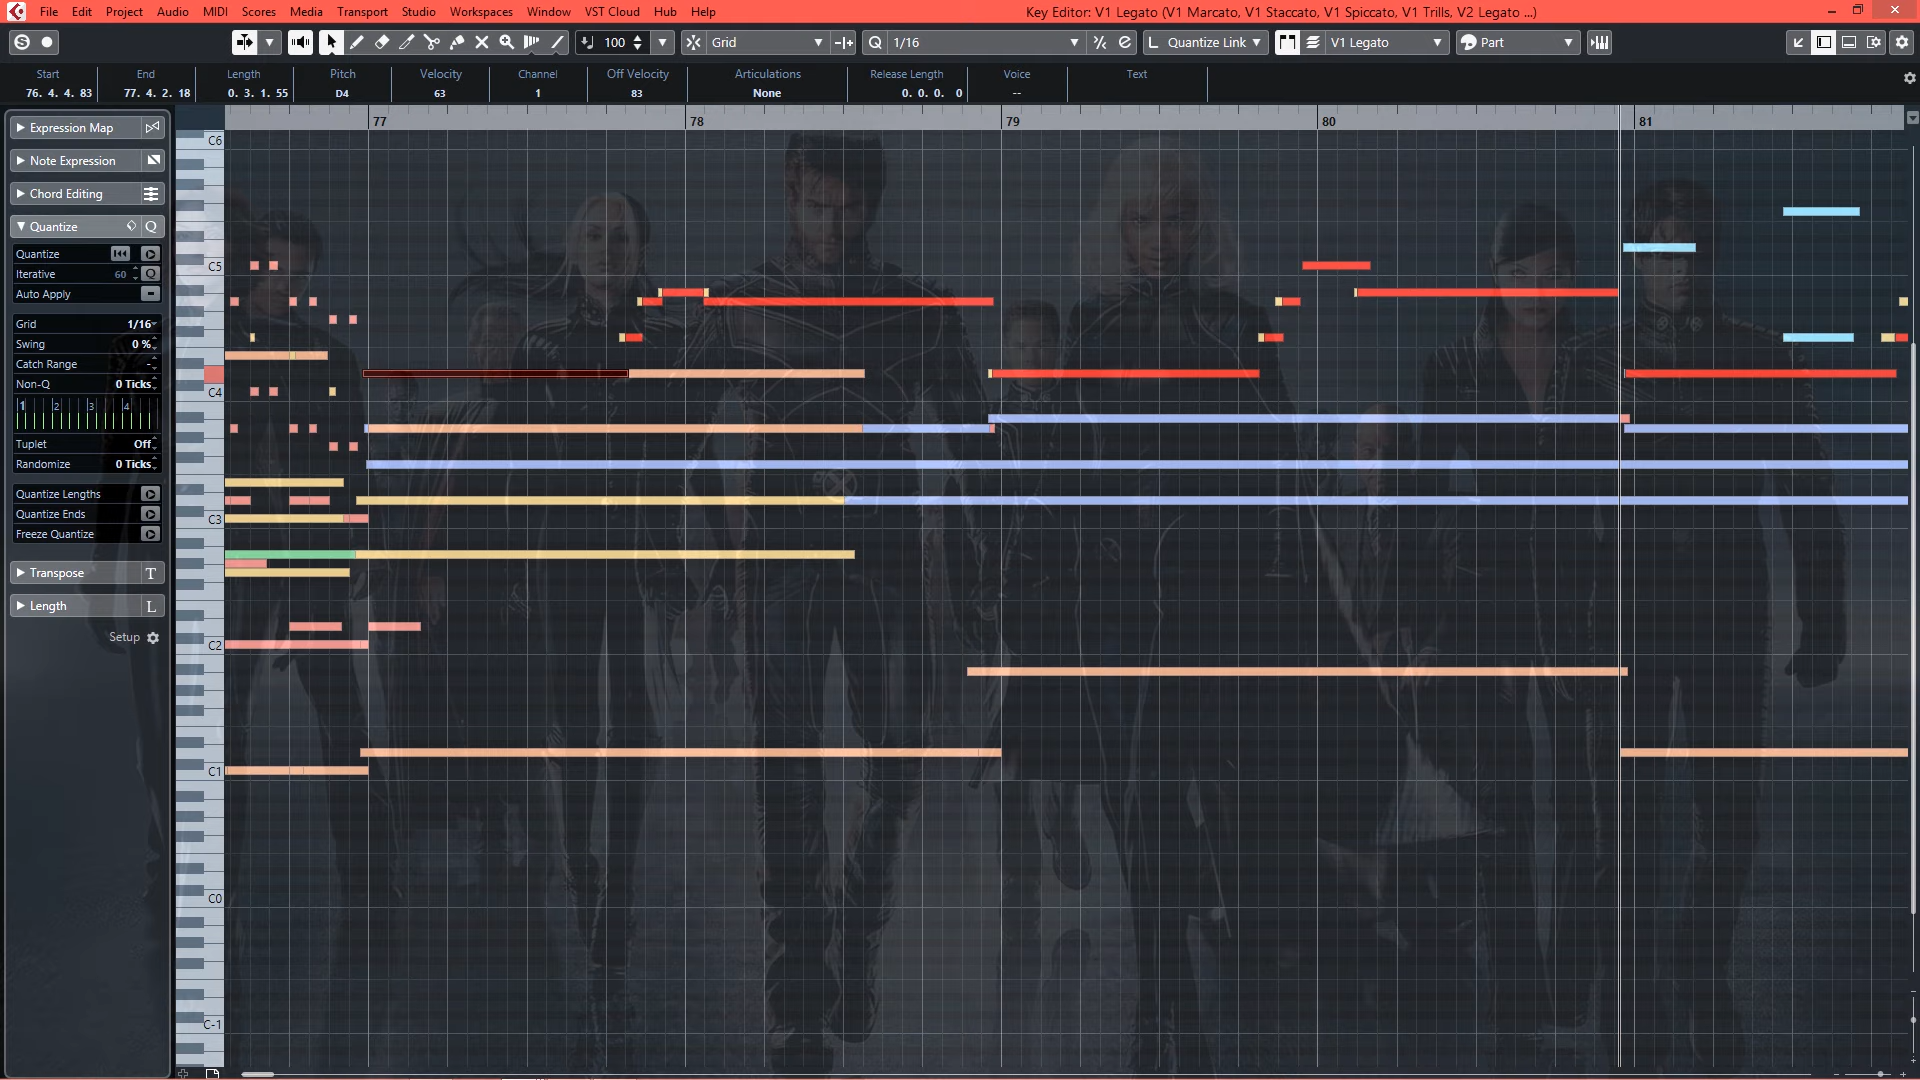 File Edit Project Audio MIDI Scores Media Transport Studio Workspaces Window VST Cloud Hub Help Key Editor: V1 Legato (V1 Marcato, V1 Staccato, V1 Spiccato, V1 Trills, V2 Legato ...)
S 100 Grid Q 1/16 Quantize Link V1 Legato Part
Start End Length Pitch Velocity Channel Off Velocity Articulations Release Length Voice Text
76. 4. 4. 83 77. 4. 2. 18 0. 3. 1. 55 D4 63 1 83 None 0. 0. 0. 0 --
77 78 79 80 81
Expression Map
Note Expression
Chord Editing
Quantize Q
Quantize
Iterative 60 Q
Auto Apply
Grid 1/16
Swing 0 %
Catch Range -
Non-Q 0 Ticks
1 2 3 4
Tuplet Off
Randomize 0 Ticks
Quantize Lengths
Quantize Ends
Freeze Quantize
Transpose T
Length L
Setup
C6
C5
C4
C3
C2
C1
C0
C-1